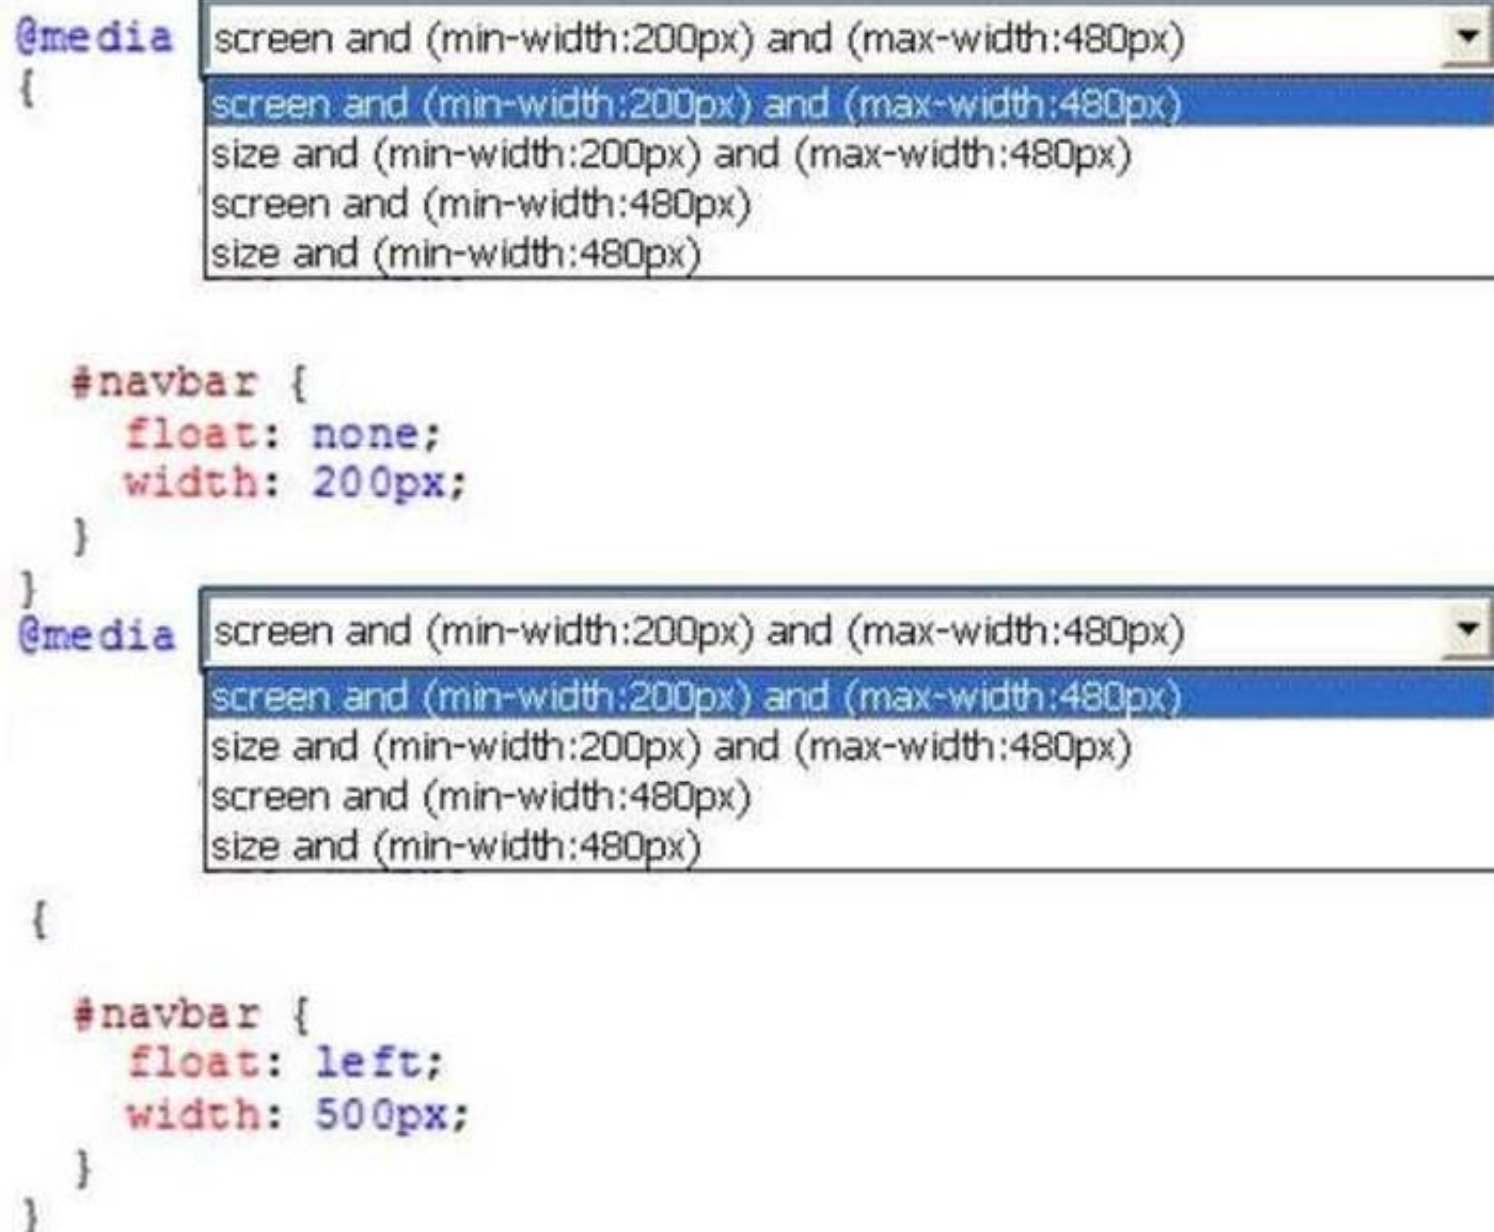 @media screen and (min-width:200px) and (max-width:480px)
{
screen and (min-width:200px) and (max-width:480px)
size and (min-width:200px) and (max-width:480px)
screen and (min-width:480px)
size and (min-width:480px)
#navbar {
float: none;
width: 200px;
}
}
@media screen and (min-width:200px) and (max-width:480px)
screen and (min-width:200px) and (max-width:480px)
size and (min-width:200px) and (max-width:480px)
screen and (min-width:480px)
size and (min-width:480px)
{
#navbar {
float: left;
width: 500px;
}
}